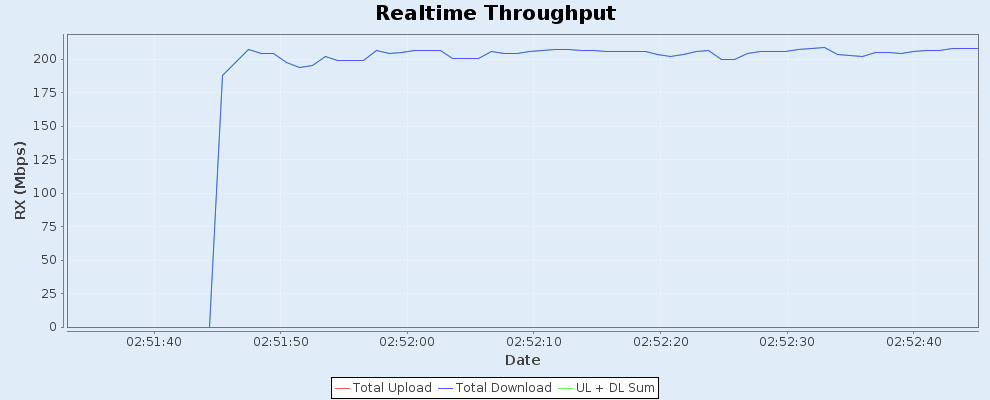 Realtime Throughput
RX (Mbps)
200
175
150
125
100
75
50
25
0
02:51:40 02:51:50 02:52:00 02:52:10 02:52:20 02:52:30 02:52:40
Date
Total Upload Total Download UL + DL Sum